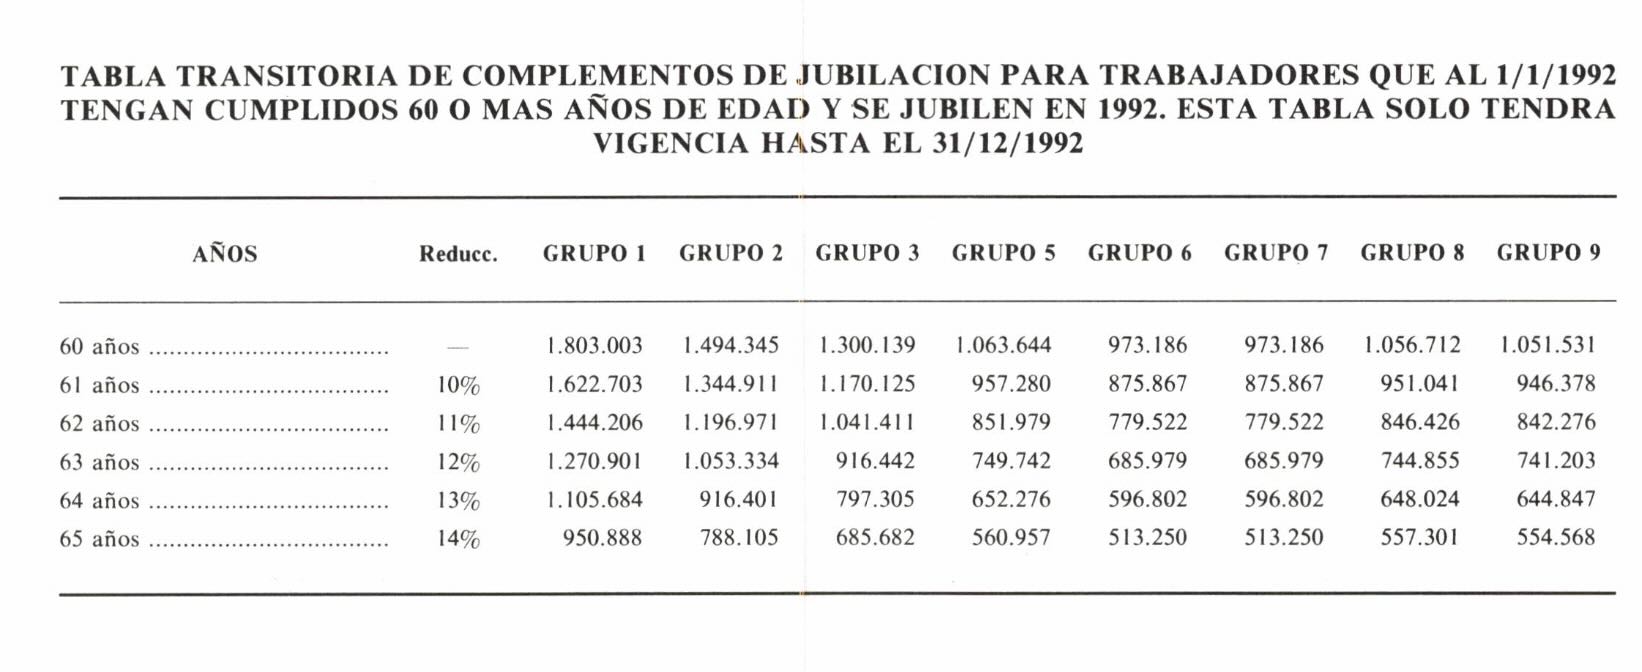 TABLA TRANSITORIA DE COMPLEMENTOS DE JUBILACION PARA TRABAJADORES QUE AL 1/1/1992
TENGAN CUMPLIDOS 60 O MAS AÑOS DE EDAD Y SE JUBILEN EN 1992. ESTA TABLA SOLO TENDRA
VIGENCIA HASTA EL 31/12/1992
AÑOS Reducc. GRUPO 1 GRUPO 2 GRUPO 3 GRUPO 5 GRUPO 6 GRUPO 7 GRUPO 8 GRUPO 9
60 años .................................. — 1.803.003 1.494.345 1.300.139 1.063.644 973.186 973.186 1.056.712 1.051.531
61 años .................................. 10% 1.622.703 1.344.911 1.170.125 957.280 875.867 875.867 951.041 946.378
62 años .................................. 11% 1.444.206 1.196.971 1.041.411 851.979 779.522 779.522 846.426 842.276
63 años .................................. 12% 1.270.901 1.053.334 916.442 749.742 685.979 685.979 744.855 741.203
64 años .................................. 13% 1.105.684 916.401 797.305 652.276 596.802 596.802 648.024 644.847
65 años .................................. 14% 950.888 788.105 685.682 560.957 513.250 513.250 557.301 554.568